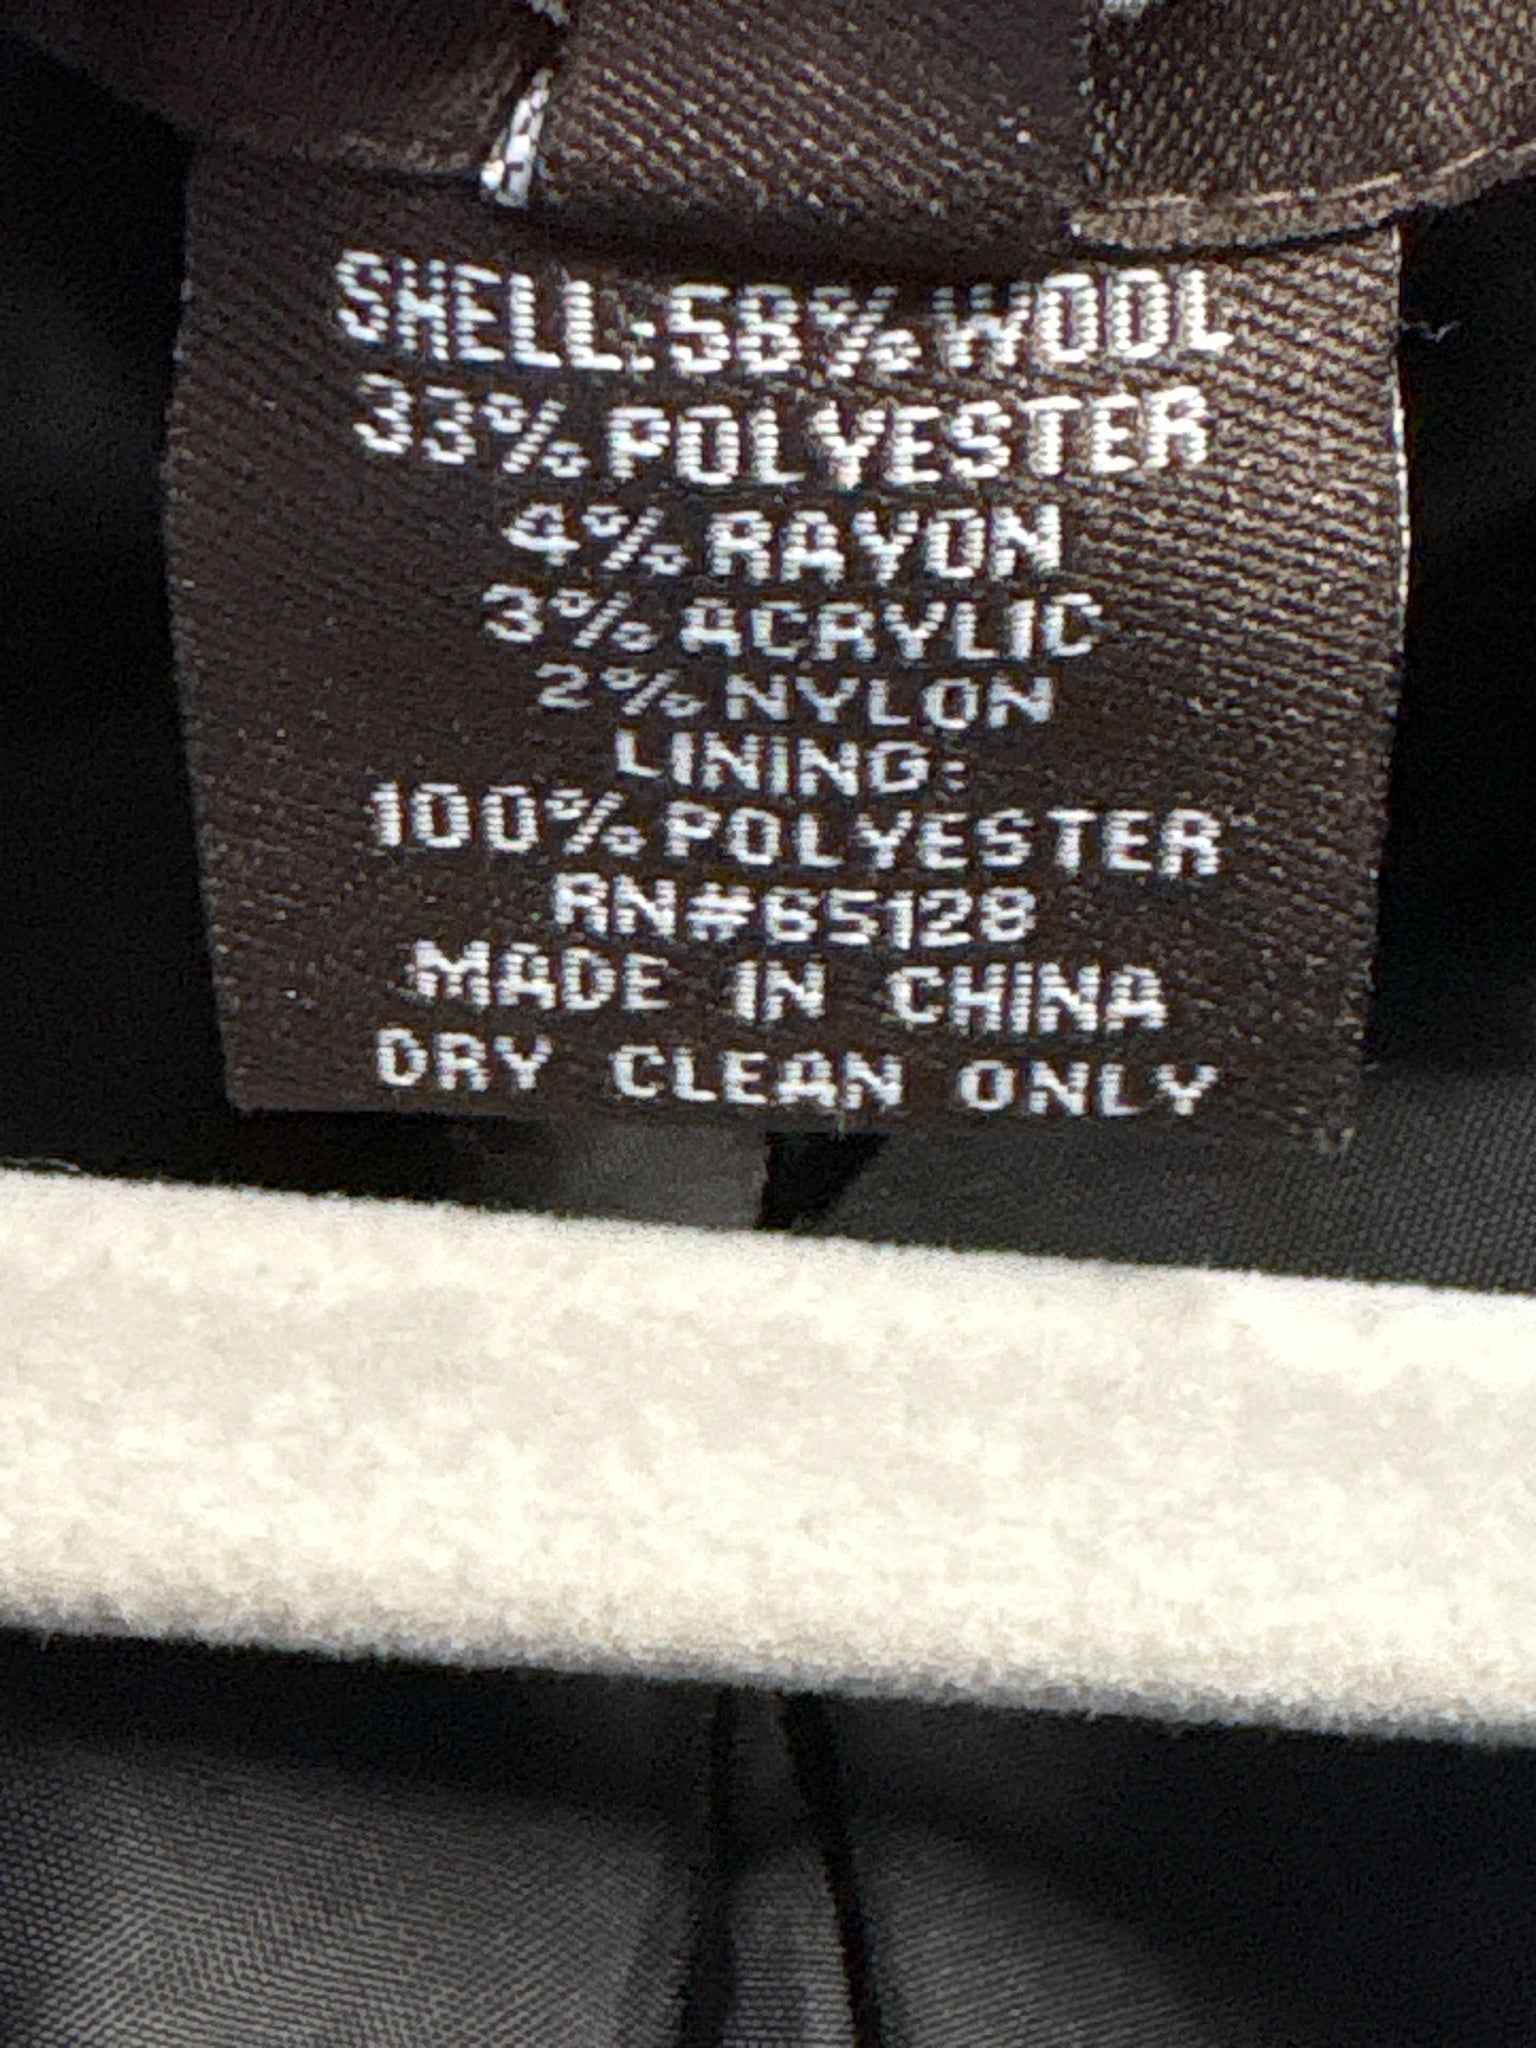 SHELL:58% WOOL
33% POLYESTER
4% RAYON
3% ACRYLIC
2% NYLON
LINING:
100% POLYESTER
RN#65128
MADE IN CHINA
DRY CLEAN ONLY